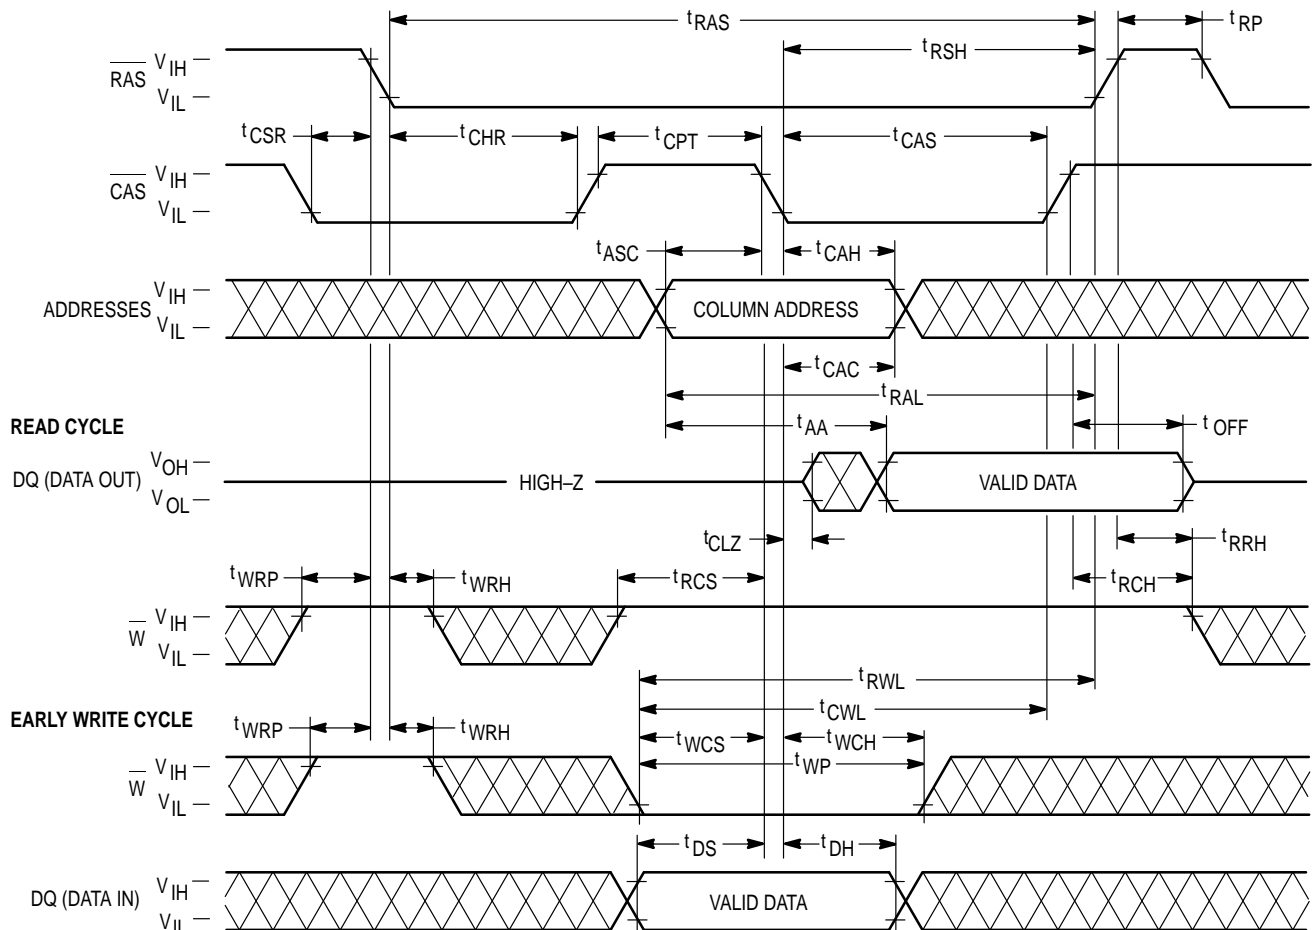 tRAS
tRP
tRSH
RAS VIH
VIL
tCSR
tCHR
tCPT
tCAS
CAS VIH
VIL
tASC
tCAH
ADDRESSES VIH
VIL
COLUMN ADDRESS
tCAC
tRAL
READ CYCLE
tAA
tOFF
DQ (DATA OUT) VOH
VOL
HIGH–Z
VALID DATA
tCLZ
tRRH
tWRP
tWRH
tRCS
tRCH
W VIH
VIL
tRWL
EARLY WRITE CYCLE
tWRP
tWRH
tCWL
tWCS
tWCH
tWP
W VIH
VIL
tDS
tDH
DQ (DATA IN) VIH
VIL
VALID DATA